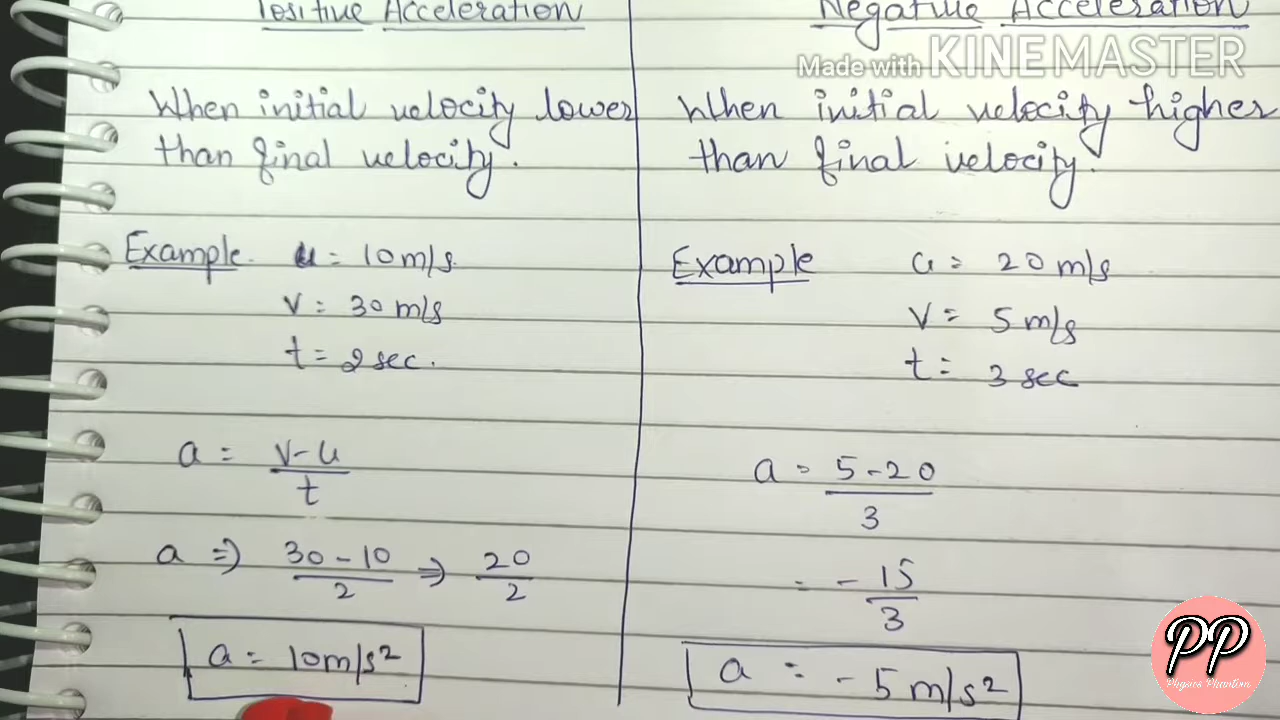 Positive Acceleration
When initial velocity lower
than final velocity.
Example. u = 10 m/s
v = 30 m/s
t = 2 sec.
a = v-u
t
a ⇒ 30 - 10 ⇒ 20
2 2
a = 10 m/s²
Negative Acceleration
Made with KINEMASTER
When initial velocity higher
than final velocity.
Example u = 20 m/s
v = 5 m/s
t = 3 sec
a = 5 - 20
3
= - 15
3
a = - 5 m/s²
PP
Physics Phantom